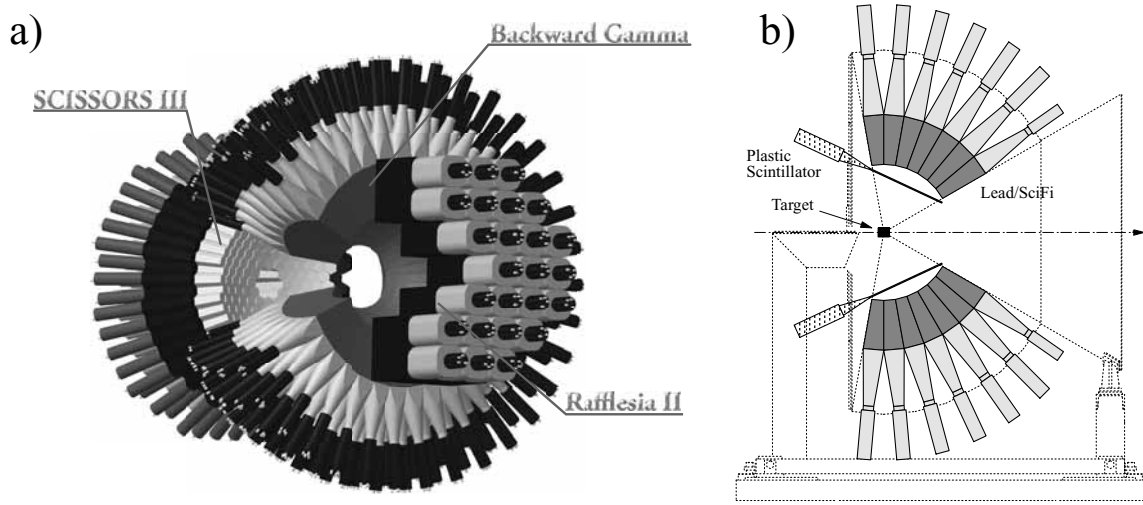 a)
Backward Gamma
SCISSORS III
Rafflesia II
b)
Plastic
Scintillator
Lead/SciFi
Target